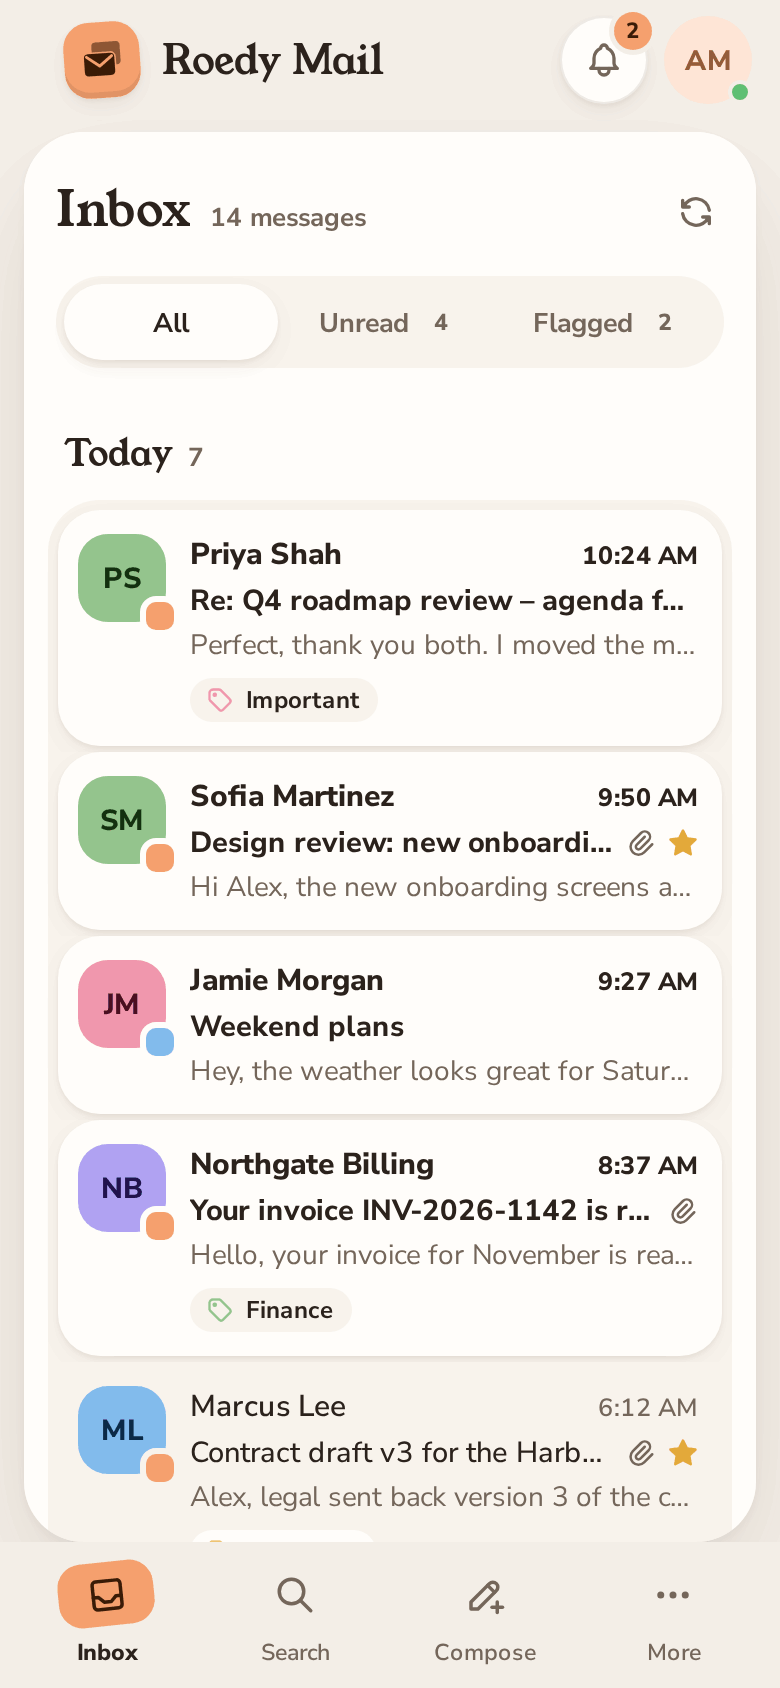 Roedy Mail
2
AM
Inbox 14 messages
All Unread 4 Flagged 2
Today 7
PS
Priya Shah 10:24 AM
Re: Q4 roadmap review – agenda f...
Perfect, thank you both. I moved the m...
Important
SM
Sofia Martinez 9:50 AM
Design review: new onboardi...
Hi Alex, the new onboarding screens a...
JM
Jamie Morgan 9:27 AM
Weekend plans
Hey, the weather looks great for Satur...
NB
Northgate Billing 8:37 AM
Your invoice INV-2026-1142 is r...
Hello, your invoice for November is rea...
Finance
ML
Marcus Lee 6:12 AM
Contract draft v3 for the Harb...
Alex, legal sent back version 3 of the c...
Inbox Search Compose More